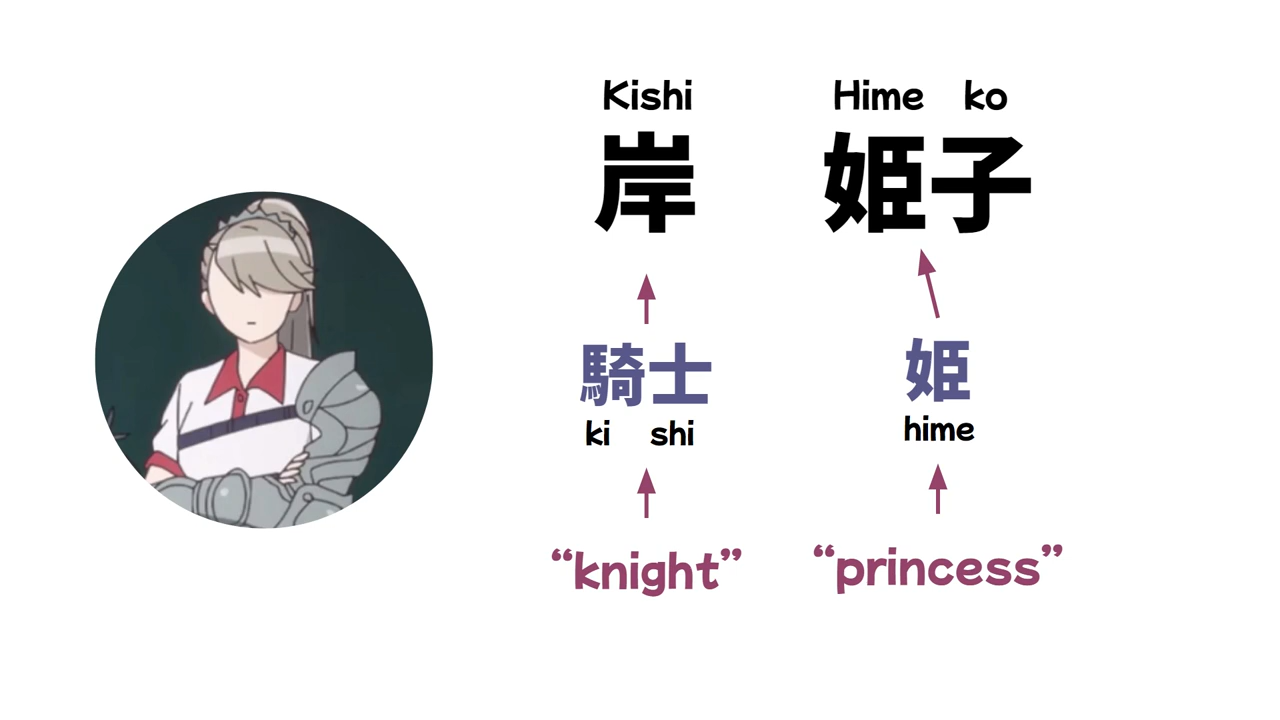 Kishi Hime ko
岸 姫子
騎士 姫
ki shi hime
“knight” “princess”